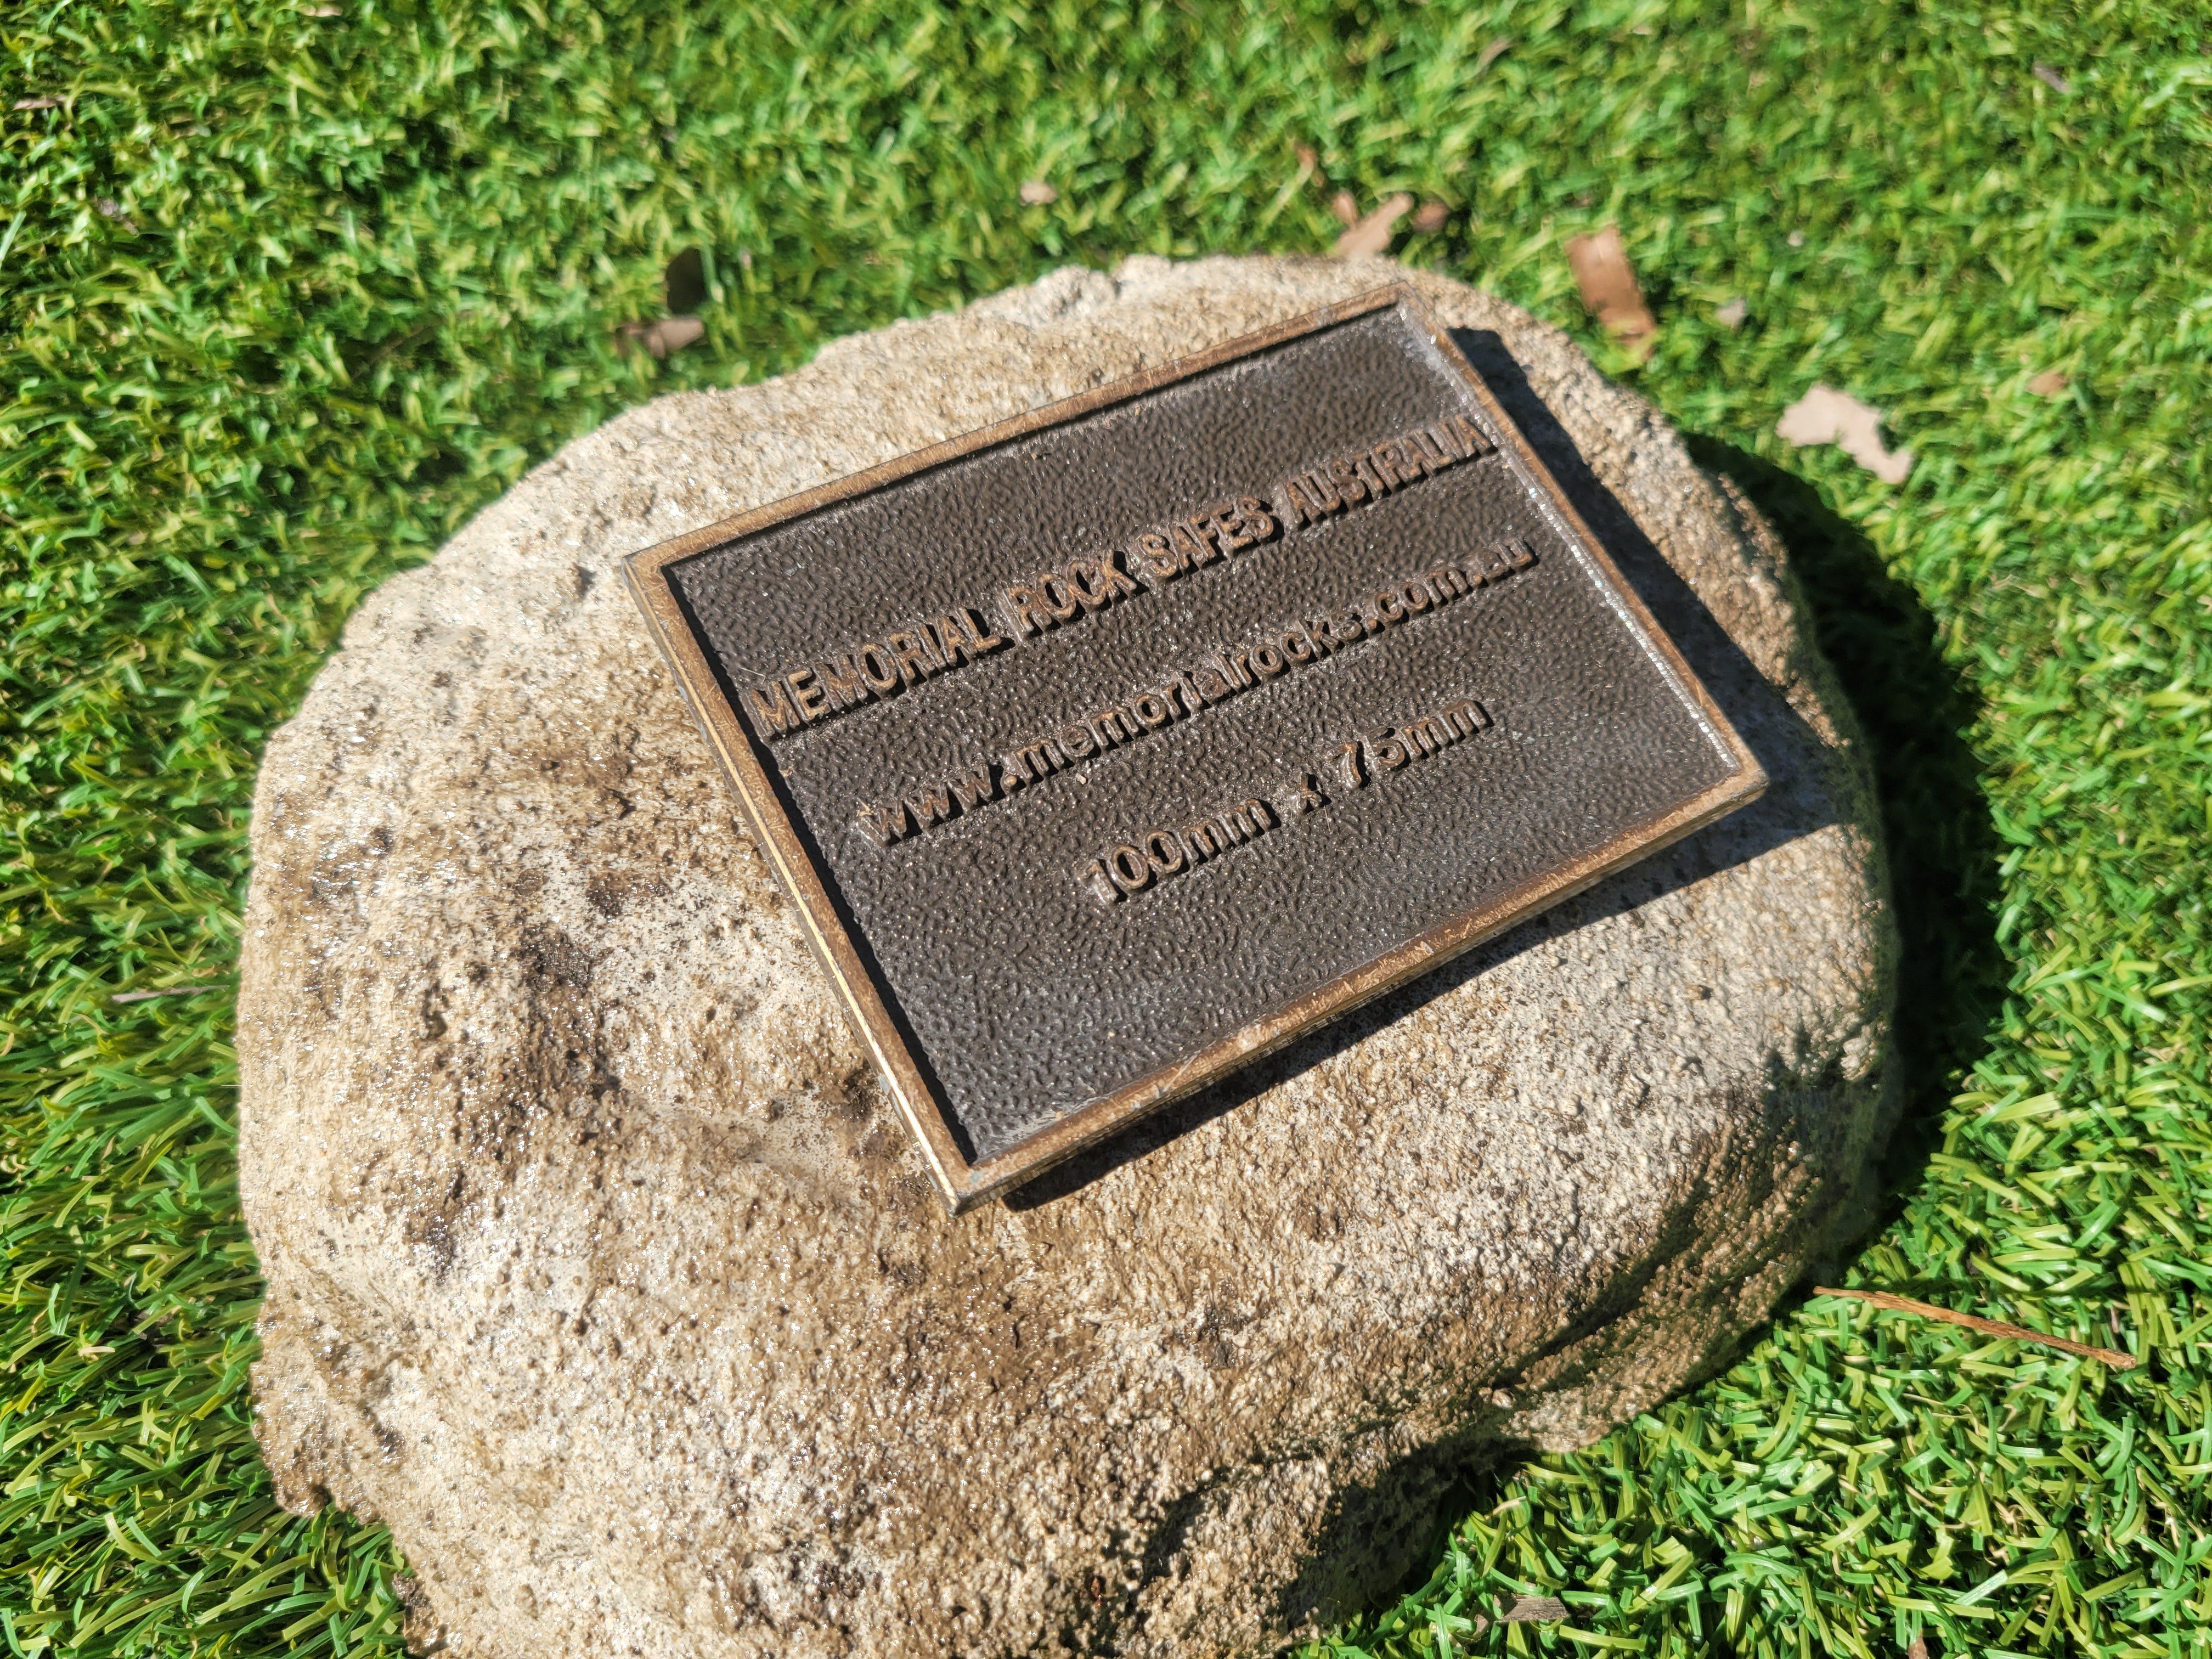 MEMORIAL ROCK SAFES AUSTRALIA
www.memorialrocks.com.au
100mm x 75mm